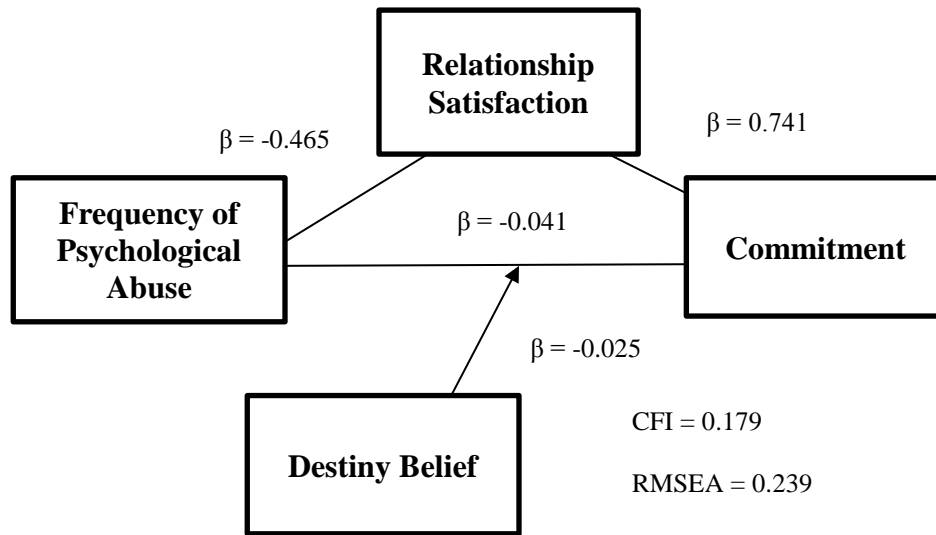 Relationship
Satisfaction
β = -0.465
β = 0.741
Frequency of
Psychological
Abuse
β = -0.041
Commitment
β = -0.025
Destiny Belief
CFI = 0.179
RMSEA = 0.239